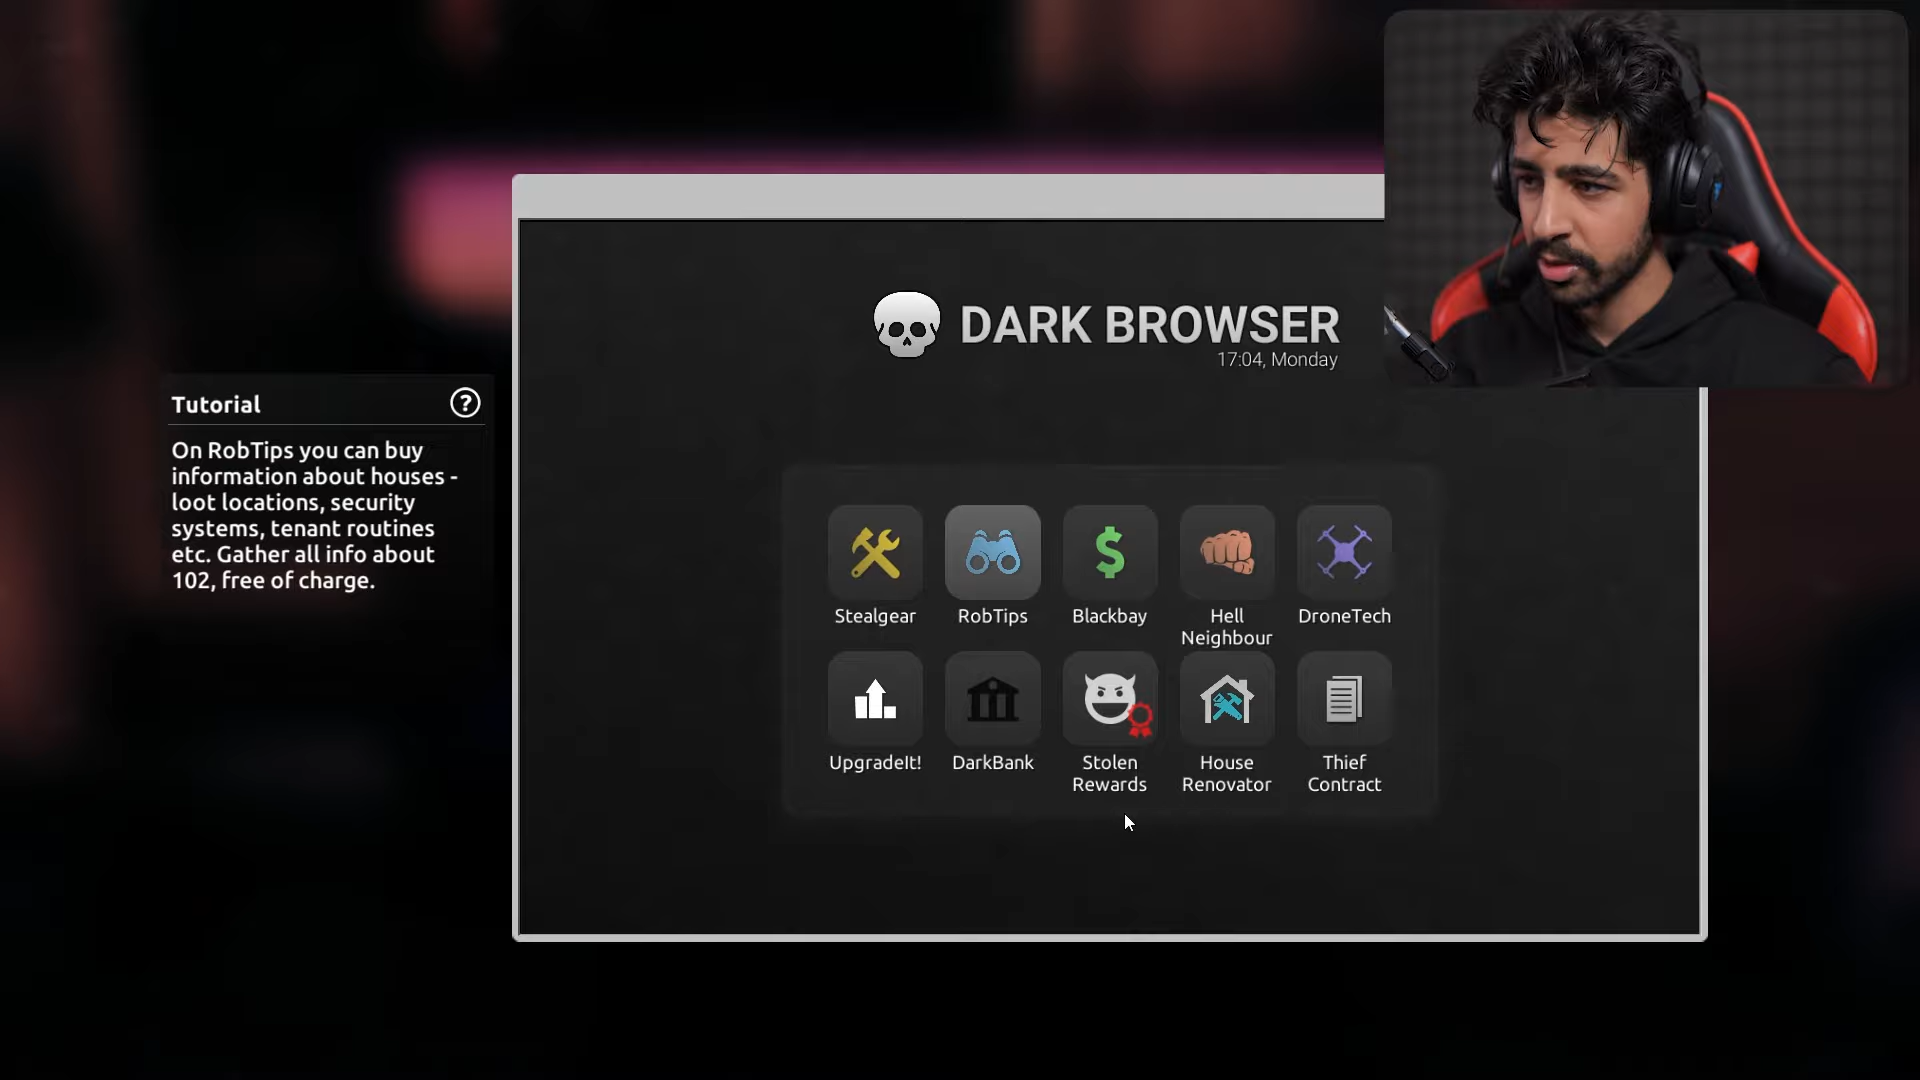 DARK BROWSER
17:04, Monday
Tutorial
?
On RobTips you can buy
information about houses -
loot locations, security
systems, tenant routines
etc. Gather all info about
102, free of charge.
Stealgear
RobTips
Blackbay
Hell
Neighbour
DroneTech
UpgradeIt!
DarkBank
Stolen
Rewards
House
Renovator
Thief
Contract